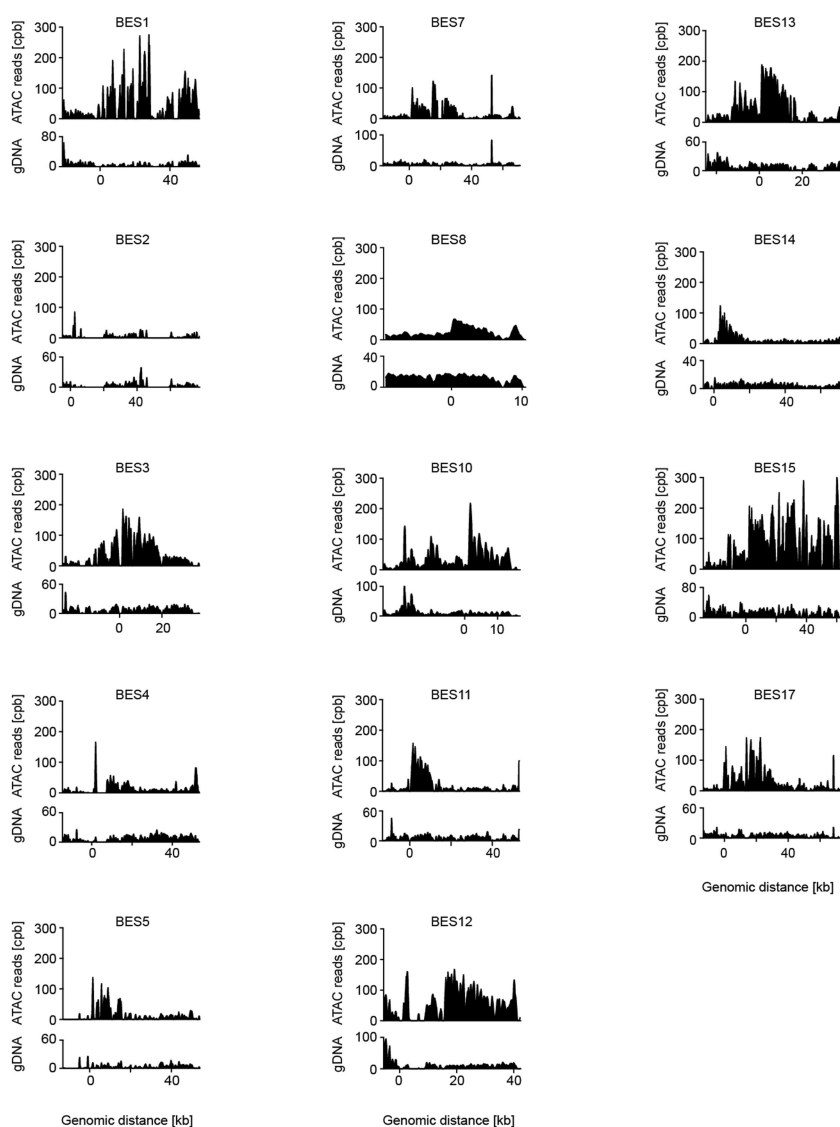 BES1
300
200
100
0
ATAC reads [cpb]
80
0
gDNA
0 40
BES7
300
200
100
0
ATAC reads [cpb]
100
0
gDNA
0 40
BES13
300
200
100
0
ATAC reads [cpb]
60
0
gDNA
0 20
BES2
300
200
100
0
ATAC reads [cpb]
60
0
gDNA
0 40
BES8
300
200
100
0
ATAC reads [cpb]
40
0
gDNA
0 10
BES14
300
200
100
0
ATAC reads [cpb]
40
0
gDNA
0 40
BES3
300
200
100
0
ATAC reads [cpb]
60
0
gDNA
0 20
BES10
300
200
100
0
ATAC reads [cpb]
100
0
gDNA
0 10
BES15
300
200
100
0
ATAC reads [cpb]
80
0
gDNA
0 40
BES4
300
200
100
0
ATAC reads [cpb]
60
0
gDNA
0 40
BES11
300
200
100
0
ATAC reads [cpb]
60
0
gDNA
0 40
BES17
300
200
100
0
ATAC reads [cpb]
60
0
gDNA
0 40
Genomic distance [kb]
BES5
300
200
100
0
ATAC reads [cpb]
60
0
gDNA
0 40
Genomic distance [kb]
BES12
300
200
100
0
ATAC reads [cpb]
100
0
gDNA
0 20 40
Genomic distance [kb]